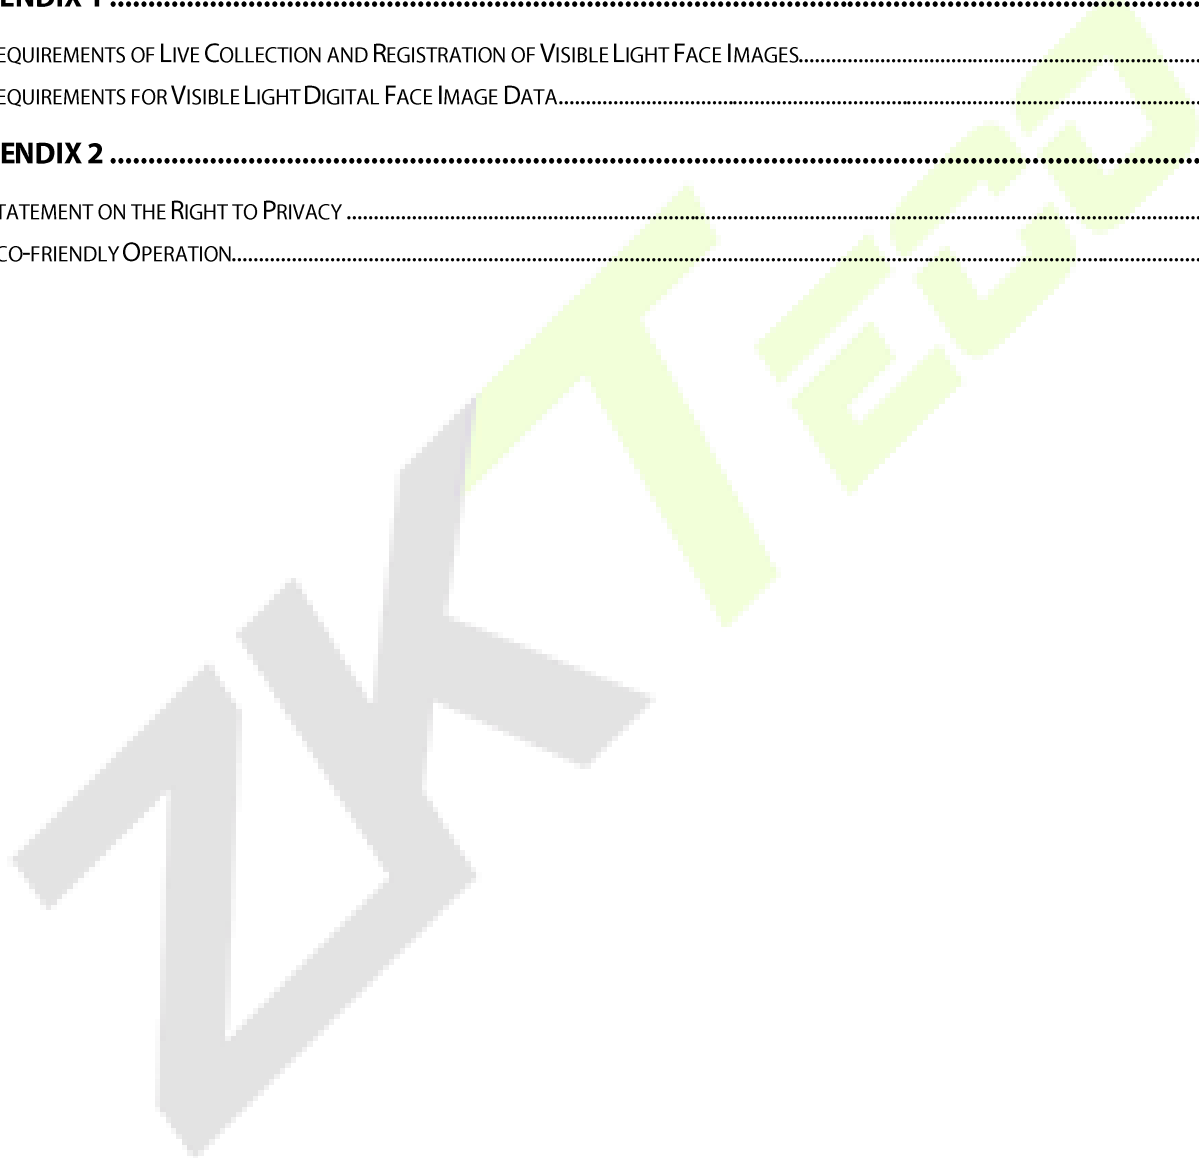 ENDIX 1
EQUIREMENTS OF LIVE COLLECTION AND REGISTRATION OF VISIBLE LIGHT FACE IMAGES
EQUIREMENTS FOR VISIBLE LIGHT DIGITAL FACE IMAGE DATA
ENDIX 2
TATEMENT ON THE RIGHT TO PRIVACY
CO-FRIENDLY OPERATION
ZKTECO